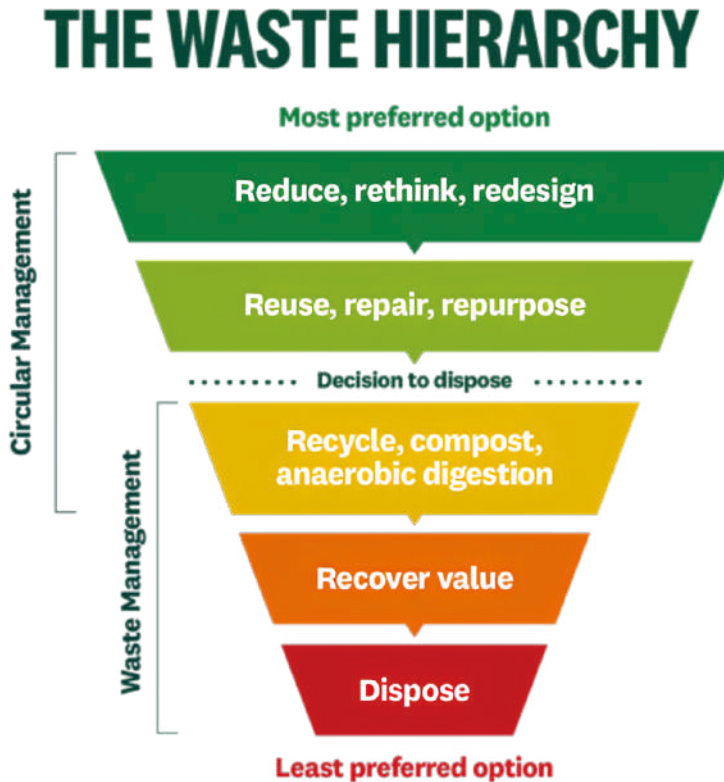 THE WASTE HIERARCHY
Most preferred option
Circular Management
Reduce, rethink, redesign
Reuse, repair, repurpose
Decision to dispose
Waste Management
Recycle, compost,
anaerobic digestion
Recover value
Dispose
Least preferred option